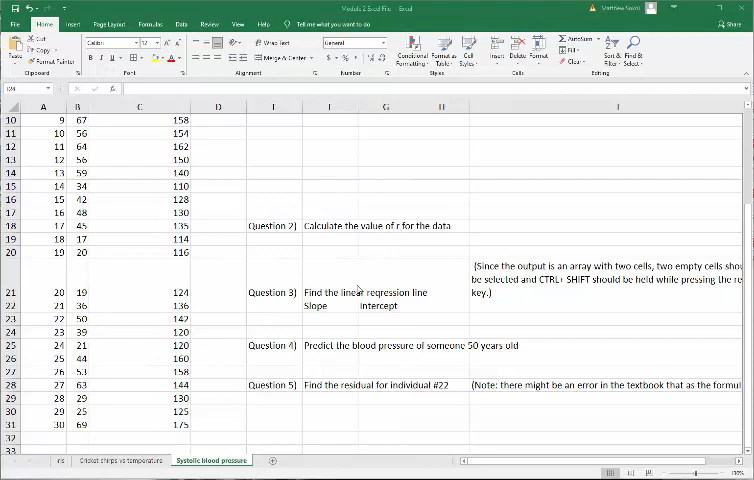 Module 2 Excel File - Excel
Matthew Sokol
File Home Insert Page Layout Formulas Data Review View Help Tell me what you want to do Share
Paste Cut Copy Format Painter
Calibri 12
B I U
Wrap Text
Merge & Center
General
$ % ,
Conditional Formatting Format as Table Cell Styles
Insert Delete Format
AutoSum Fill Clear
Sort & Filter Find & Select
Clipboard Font Alignment Number Styles Cells Editing
I24 fx
A B C D E F G H I
10 9 67 158
11 10 56 154
12 11 64 162
13 12 56 150
14 13 59 140
15 14 34 110
16 15 42 128
17 16 48 130
18 17 45 135 Question 2) Calculate the value of r for the data
19 18 17 114
20 19 20 116
(Since the output is an array with two cells, two empty cells shou
be selected and CTRL+ SHIFT should be held while pressing the re
21 20 19 124 Question 3) Find the linear regression line key.)
22 21 36 136 Slope Intercept
23 22 50 142
24 23 39 120
25 24 21 120 Question 4) Predict the blood pressure of someone 50 years old
26 25 44 160
27 26 53 158
28 27 63 144 Question 5) Find the residual for individual #22 (Note: there might be an error in the textbook that as the formul
29 28 29 130
30 29 25 125
31 30 69 175
32
33
iris Cricket chirps vs temperature Systolic blood pressure